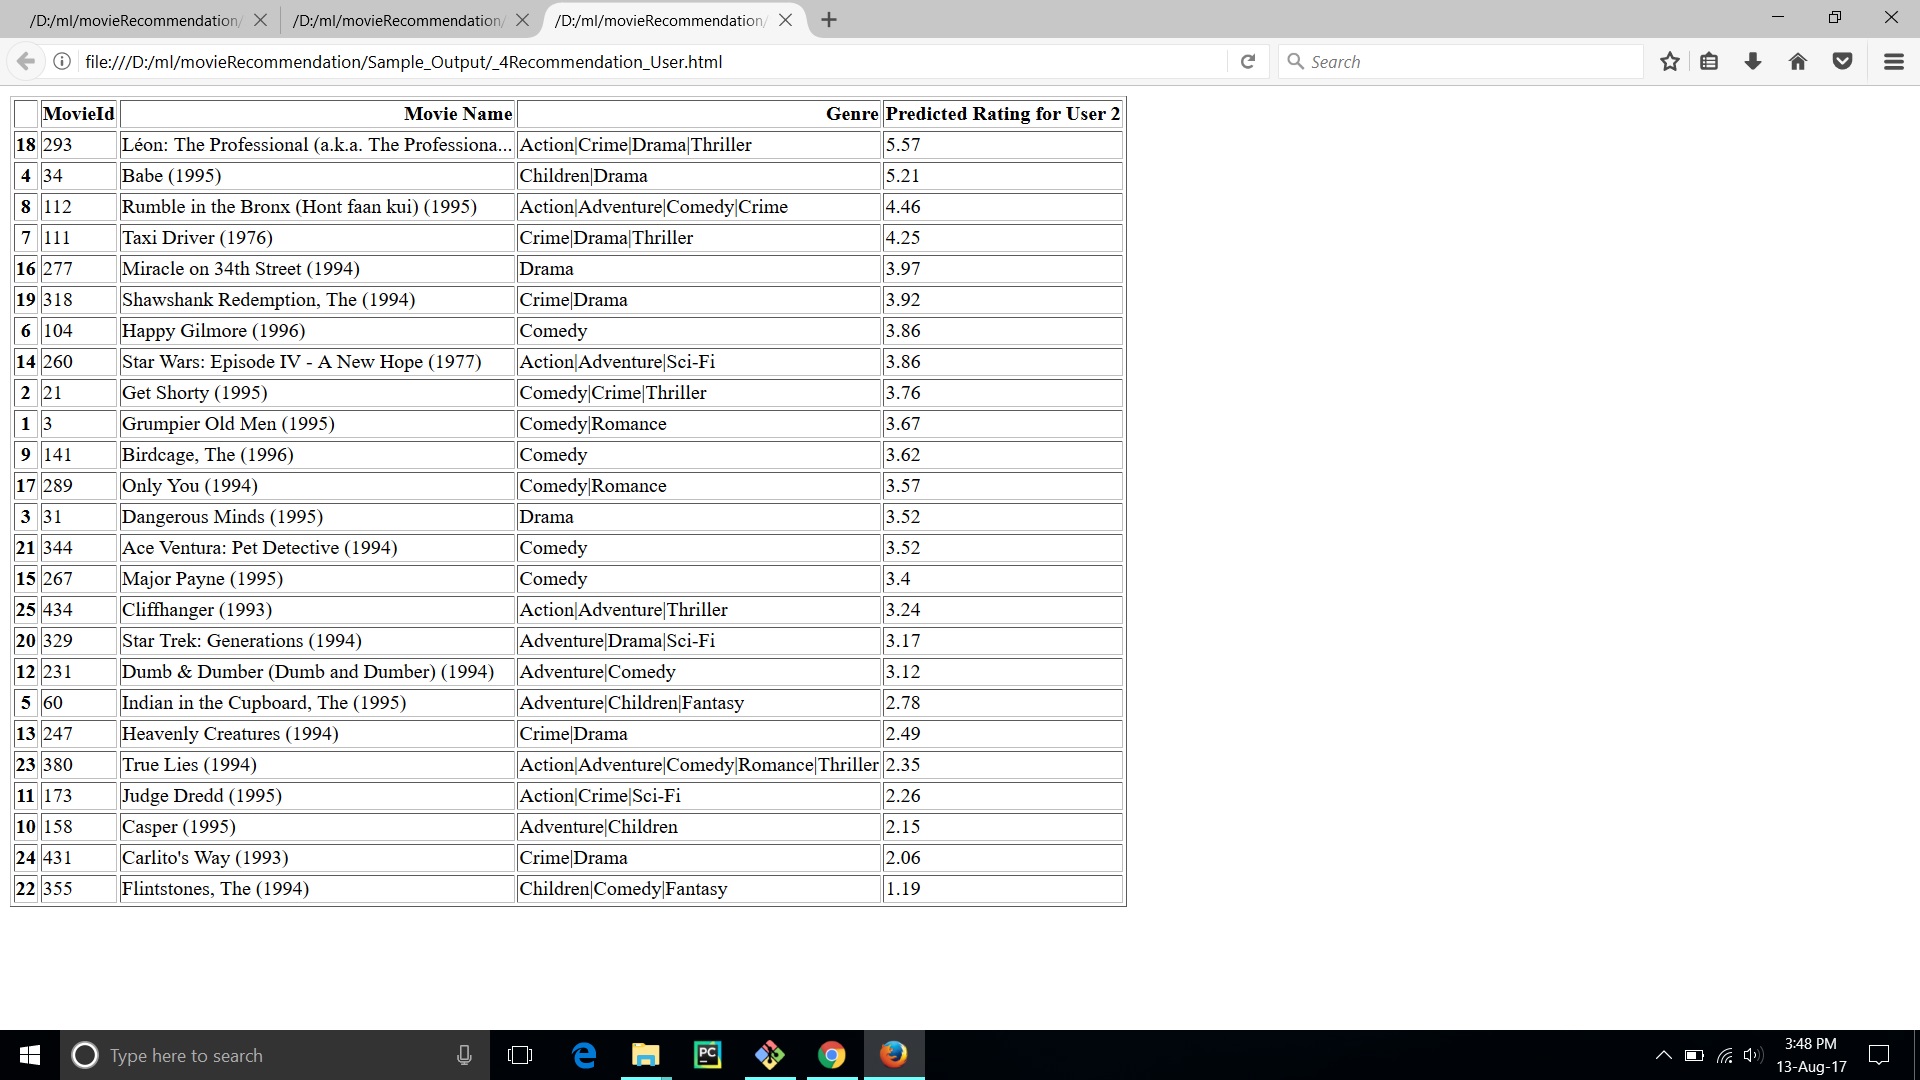 /D:/ml/movieRecommendation/ /D:/ml/movieRecommendation/ /D:/ml/movieRecommendation/
file:///D:/ml/movieRecommendation/Sample_Output/_4Recommendation_User.html Search
MovieId Movie Name Genre Predicted Rating for User 2
18 293 Léon: The Professional (a.k.a. The Professiona... Action|Crime|Drama|Thriller 5.57
4 34 Babe (1995) Children|Drama 5.21
8 112 Rumble in the Bronx (Hont faan kui) (1995) Action|Adventure|Comedy|Crime 4.46
7 111 Taxi Driver (1976) Crime|Drama|Thriller 4.25
16 277 Miracle on 34th Street (1994) Drama 3.97
19 318 Shawshank Redemption, The (1994) Crime|Drama 3.92
6 104 Happy Gilmore (1996) Comedy 3.86
14 260 Star Wars: Episode IV - A New Hope (1977) Action|Adventure|Sci-Fi 3.86
2 21 Get Shorty (1995) Comedy|Crime|Thriller 3.76
1 3 Grumpier Old Men (1995) Comedy|Romance 3.67
9 141 Birdcage, The (1996) Comedy 3.62
17 289 Only You (1994) Comedy|Romance 3.57
3 31 Dangerous Minds (1995) Drama 3.52
21 344 Ace Ventura: Pet Detective (1994) Comedy 3.52
15 267 Major Payne (1995) Comedy 3.4
25 434 Cliffhanger (1993) Action|Adventure|Thriller 3.24
20 329 Star Trek: Generations (1994) Adventure|Drama|Sci-Fi 3.17
12 231 Dumb & Dumber (Dumb and Dumber) (1994) Adventure|Comedy 3.12
5 60 Indian in the Cupboard, The (1995) Adventure|Children|Fantasy 2.78
13 247 Heavenly Creatures (1994) Crime|Drama 2.49
23 380 True Lies (1994) Action|Adventure|Comedy|Romance|Thriller 2.35
11 173 Judge Dredd (1995) Action|Crime|Sci-Fi 2.26
10 158 Casper (1995) Adventure|Children 2.15
24 431 Carlito's Way (1993) Crime|Drama 2.06
22 355 Flintstones, The (1994) Children|Comedy|Fantasy 1.19
Type here to search PC 3:48 PM
13-Aug-17